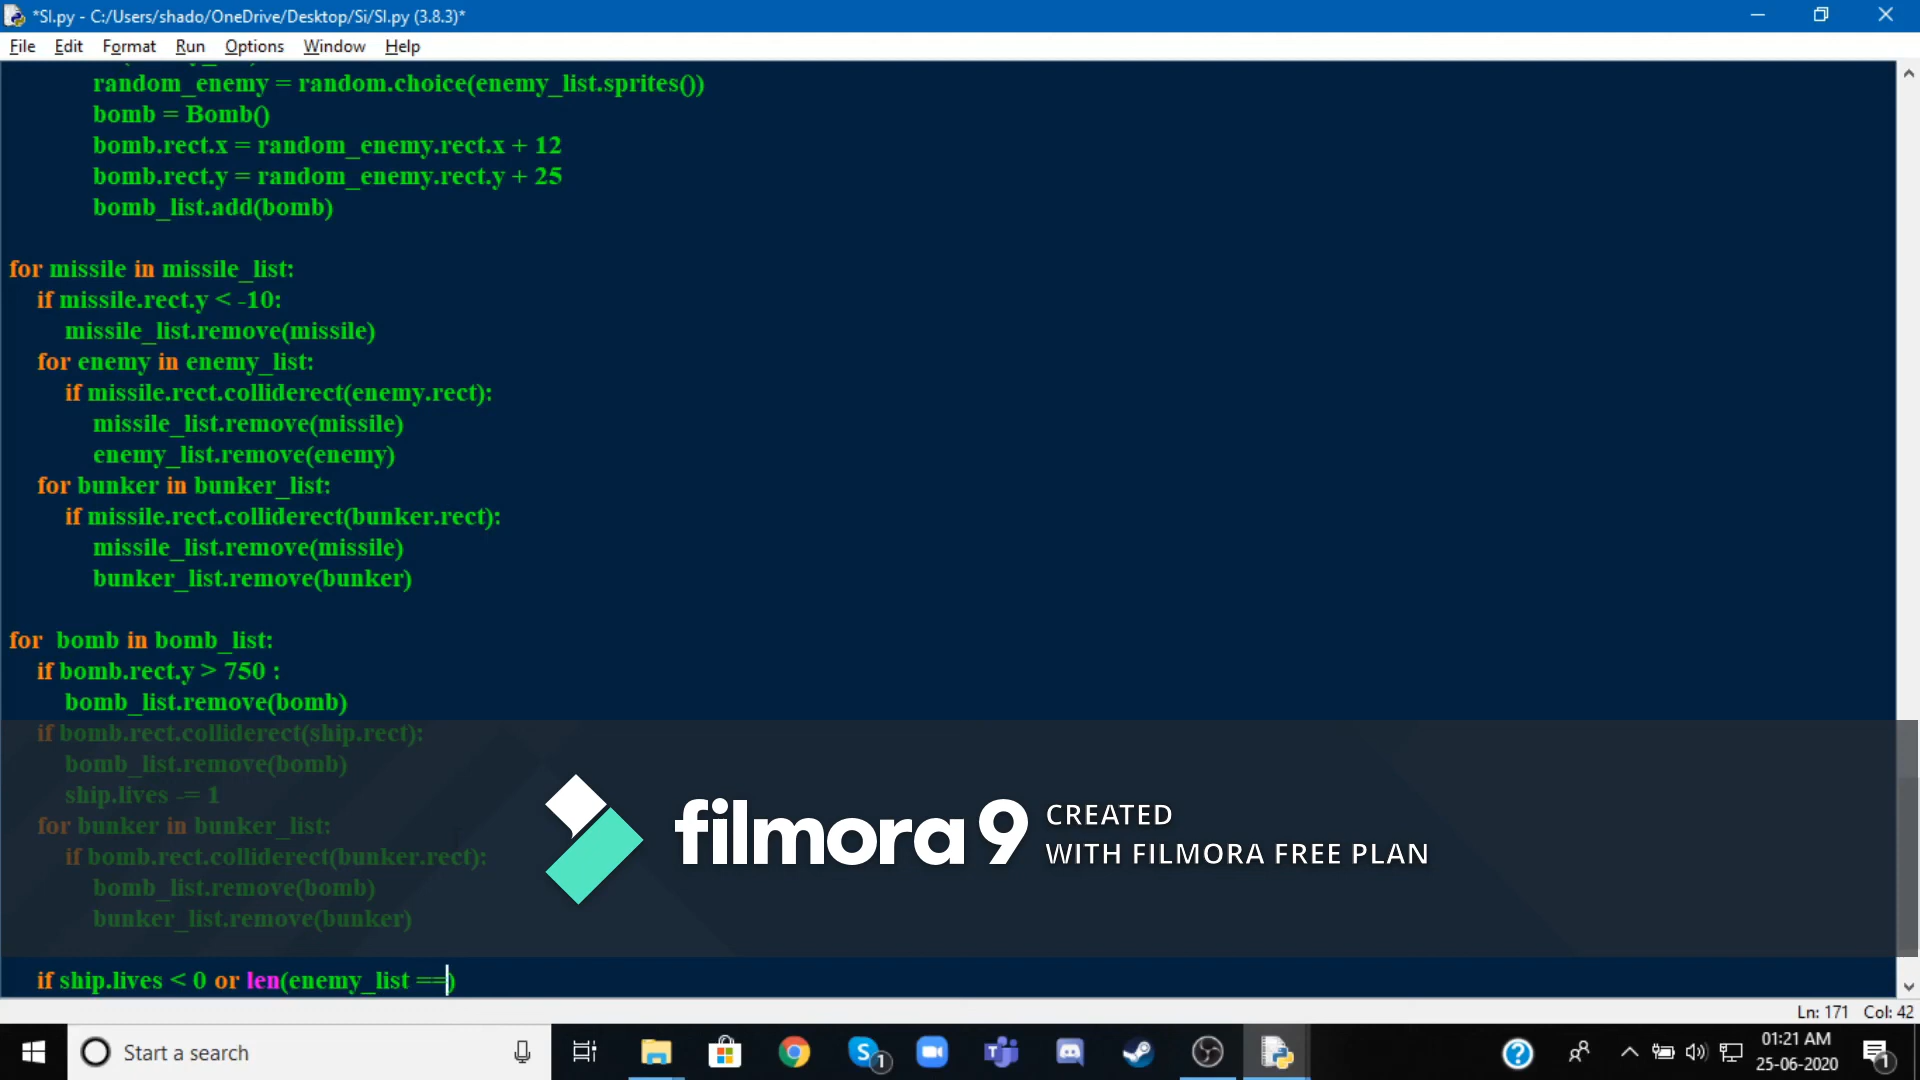 *SI.py - C:/Users/shado/OneDrive/Desktop/Si/SI.py (3.8.3)*
File Edit Format Run Options Window Help
random_enemy = random.choice(enemy_list.sprites())
bomb = Bomb()
bomb.rect.x = random_enemy.rect.x + 12
bomb.rect.y = random_enemy.rect.y + 25
bomb_list.add(bomb)
for missile in missile_list:
if missile.rect.y < -10:
missile_list.remove(missile)
for enemy in enemy_list:
if missile.rect.colliderect(enemy.rect):
missile_list.remove(missile)
enemy_list.remove(enemy)
for bunker in bunker_list:
if missile.rect.colliderect(bunker.rect):
missile_list.remove(missile)
bunker_list.remove(bunker)
for  bomb in bomb_list:
if bomb.rect.y > 750 :
bomb_list.remove(bomb)
if bomb.rect.colliderect(ship.rect):
bomb_list.remove(bomb)
ship.lives -= 1
for bunker in bunker_list:
if bomb.rect.colliderect(bunker.rect):
bomb_list.remove(bomb)
bunker_list.remove(bunker)
filmora 9 CREATED
WITH FILMORA FREE PLAN
if ship.lives < 0 or len(enemy_list ==)
Ln: 171 Col: 42
Start a search
1
01:21 AM
25-06-2020
1